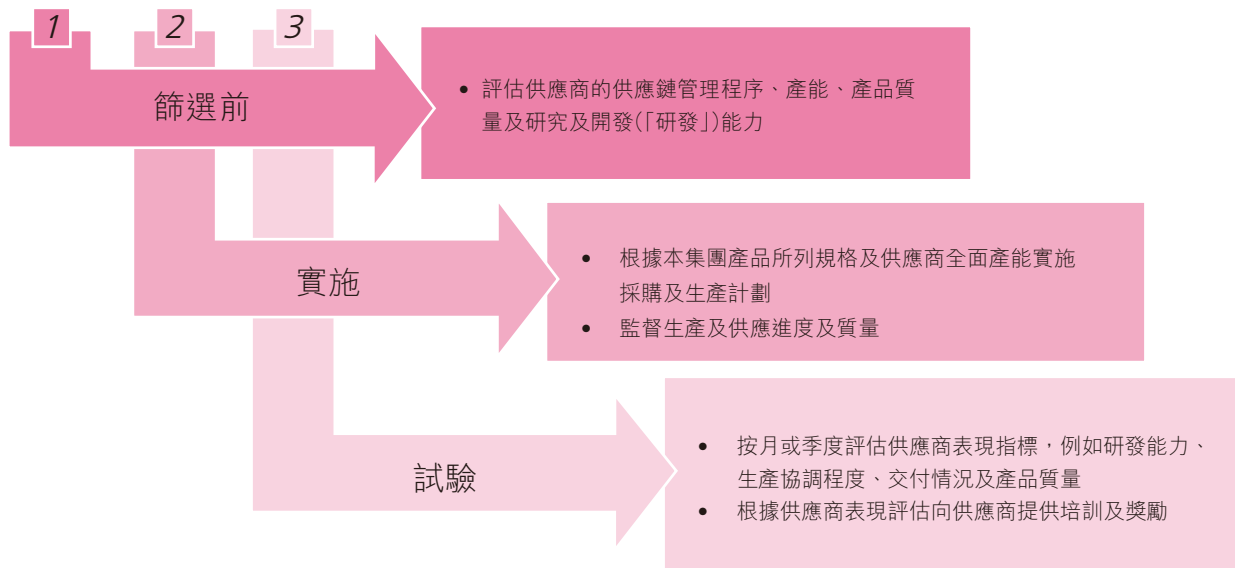 1
2
3
篩選前
• 評估供應商的供應鏈管理程序、產能、產品質
量及研究及開發(「研發」)能力
實施
• 根據本集團產品所列規格及供應商全面產能實施
採購及生產計劃
• 監督生產及供應進度及質量
試驗
• 按月或季度評估供應商表現指標，例如研發能力、
生產協調程度、交付情況及產品質量
• 根據供應商表現評估向供應商提供培訓及獎勵